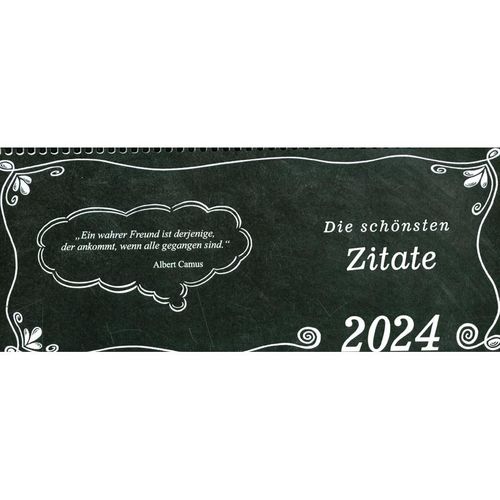 „Ein wahrer Freund ist derjenige,
der ankommt, wenn alle gegangen sind.“
Albert Camus
Die schönsten
Zitate
2024